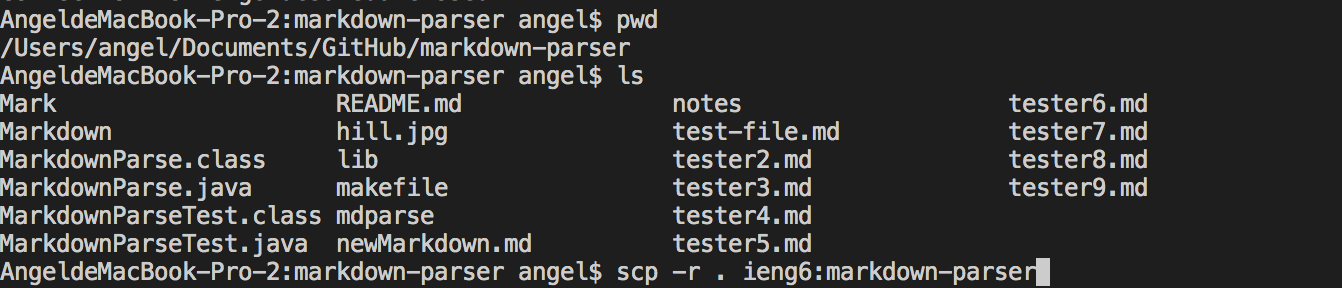 AngeldeMacBook-Pro-2:markdown-parser angel$ pwd
/Users/angel/Documents/GitHub/markdown-parser
AngeldeMacBook-Pro-2:markdown-parser angel$ ls
Mark README.md notes tester6.md
Markdown hill.jpg test-file.md tester7.md
MarkdownParse.class lib tester2.md tester8.md
MarkdownParse.java makefile tester3.md tester9.md
MarkdownParseTest.class mdparse tester4.md
MarkdownParseTest.java newMarkdown.md tester5.md
AngeldeMacBook-Pro-2:markdown-parser angel$ scp -r . ieng6:markdown-parser